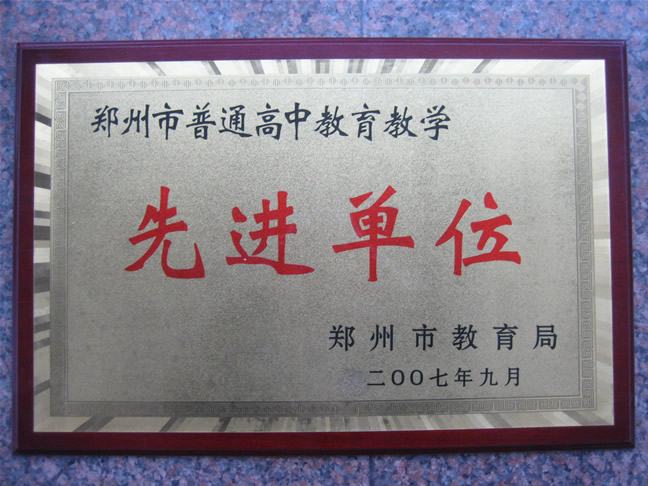 郑州市普通高中教育教学
先进单位
郑州市教育局
二〇〇七年九月